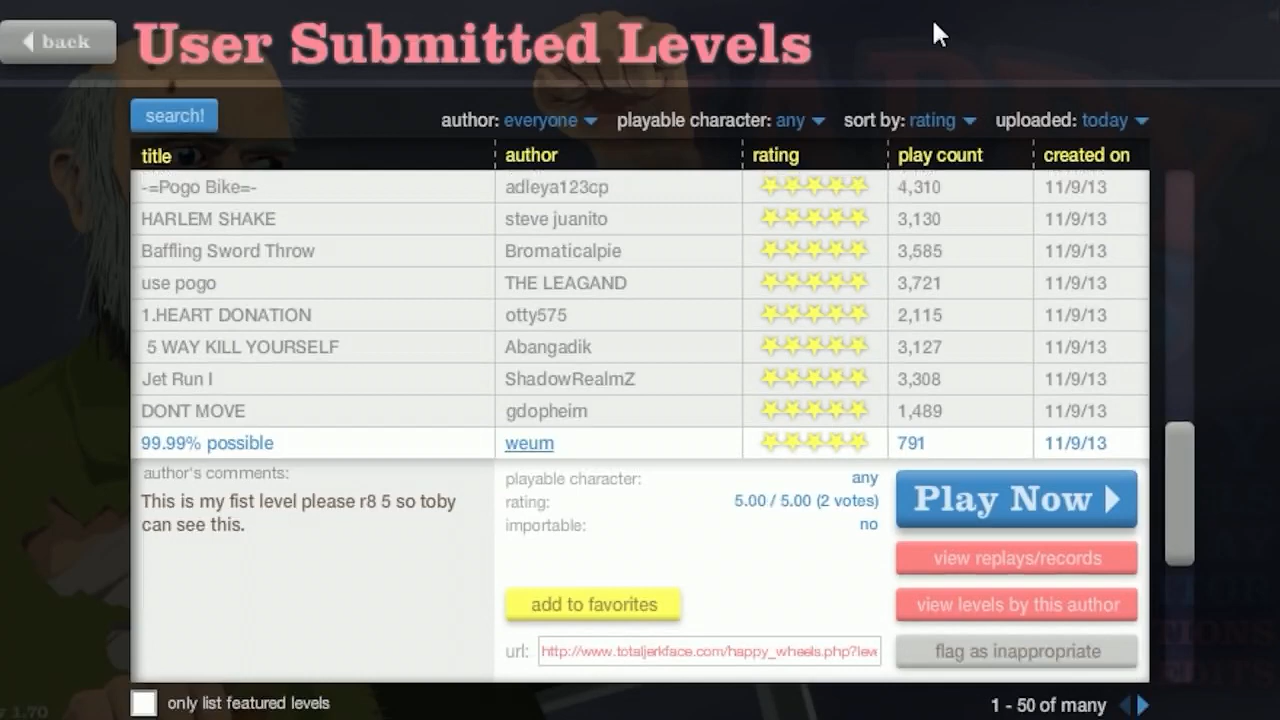 back
User Submitted Levels
search!
author: everyone playable character: any sort by: rating uploaded: today
title author rating play count created on
-=Pogo Bike=- adleya123cp 4,310 11/9/13
HARLEM SHAKE steve juanito 3,130 11/9/13
Baffling Sword Throw Bromaticalpie 3,585 11/9/13
use pogo THE LEAGAND 3,721 11/9/13
1.HEART DONATION otty575 2,115 11/9/13
5 WAY KILL YOURSELF Abangadik 3,127 11/9/13
Jet Run I ShadowRealmZ 3,308 11/9/13
DONT MOVE gdopheim 1,489 11/9/13
99.99% possible weum 791 11/9/13
author's comments:
This is my fist level please r8 5 so toby
can see this.
playable character: any
rating: 5.00 / 5.00 (2 votes)
importable: no
add to favorites
url: http://www.totaljerkface.com/happy_wheels.php?leve
Play Now
view replays/records
view levels by this author
flag as inappropriate
only list featured levels
1 - 50 of many
v 1.70